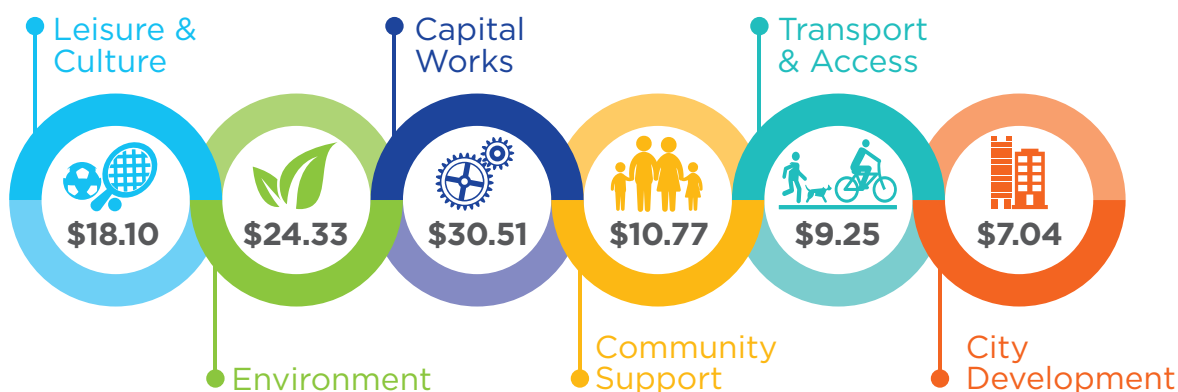 Leisure &
Culture
Capital
Works
Transport
& Access
$18.10
$24.33
$30.51
$10.77
$9.25
$7.04
Environment
Community
Support
City
Development